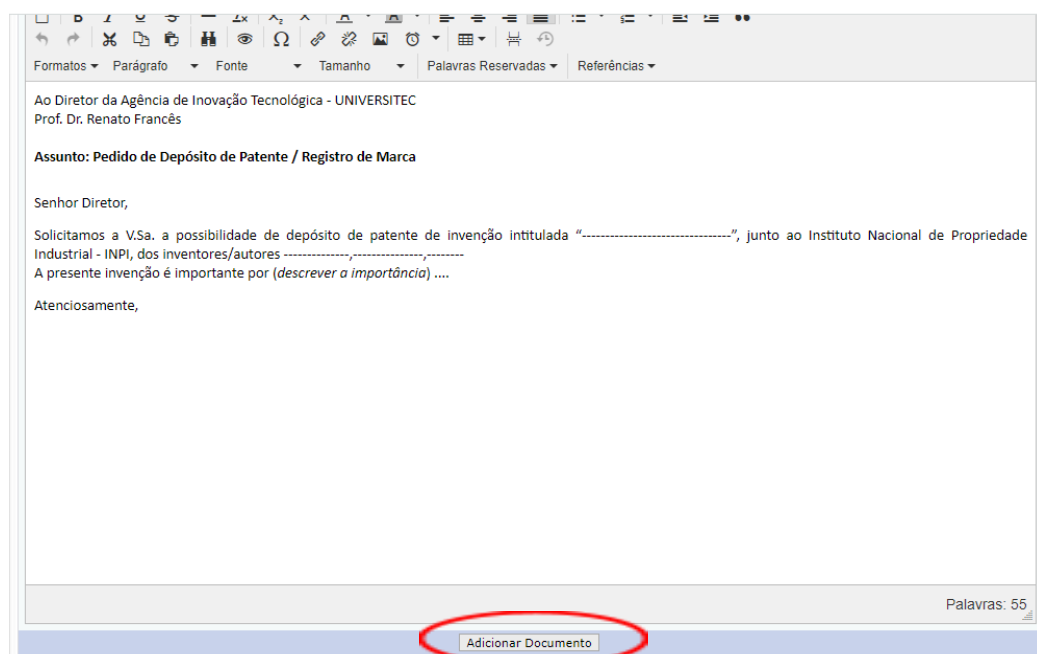 Formatos Parágrafo Fonte Tamanho Palavras Reservadas Referências
Ao Diretor da Agência de Inovação Tecnológica - UNIVERSITEC
Prof. Dr. Renato Francês
Assunto: Pedido de Depósito de Patente / Registro de Marca
Senhor Diretor,
Solicitamos a V.Sa. a possibilidade de depósito de patente de invenção intitulada “--------------------------------”, junto ao Instituto Nacional de Propriedade
Industrial - INPI, dos inventores/autores --------------,---------------,--------
A presente invenção é importante por (descrever a importância) ....
Atenciosamente,
Palavras: 55
Adicionar Documento